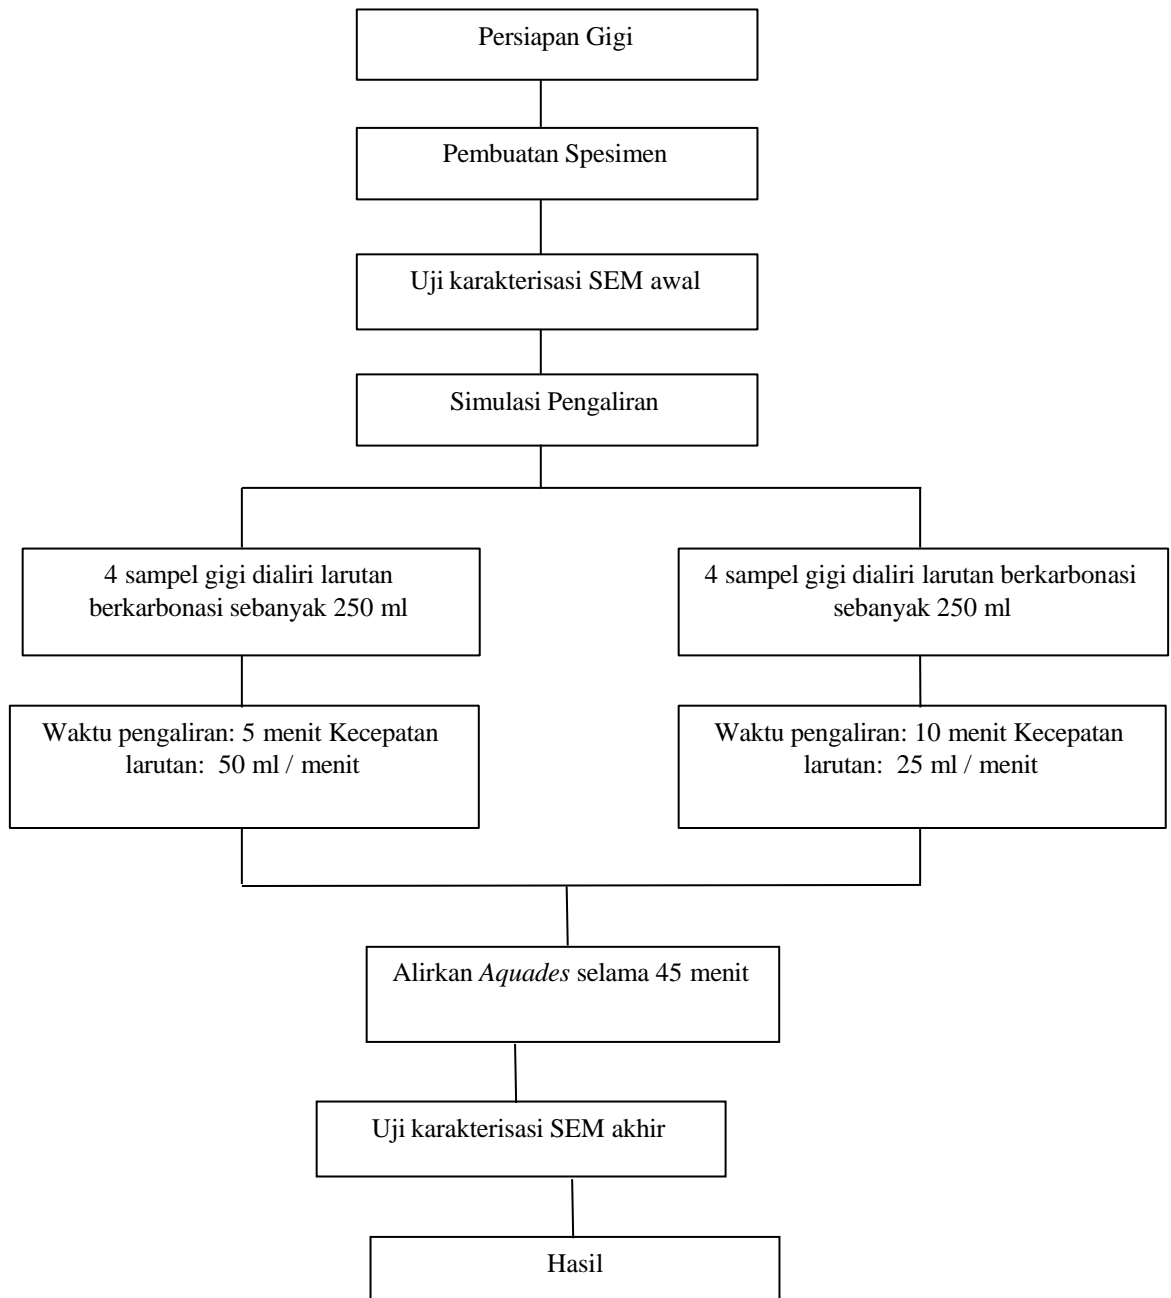 Persiapan Gigi
Pembuatan Spesimen
Uji karakterisasi SEM awal
Simulasi Pengaliran
4 sampel gigi dialiri larutan
berkarbonasi sebanyak 250 ml
4 sampel gigi dialiri larutan berkarbonasi
sebanyak 250 ml
Waktu pengaliran: 5 menit Kecepatan
larutan: 50 ml / menit
Waktu pengaliran: 10 menit Kecepatan
larutan: 25 ml / menit
Alirkan Aquades selama 45 menit
Uji karakterisasi SEM akhir
Hasil